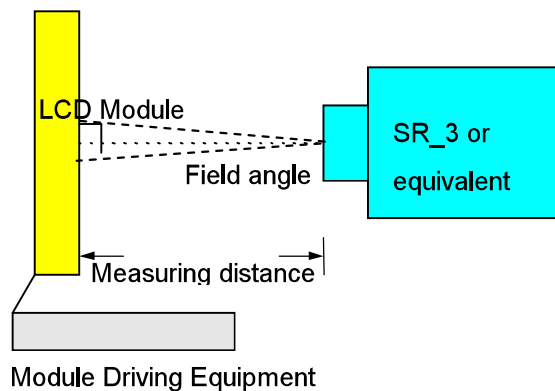 LCD Module
SR_3 or
equivalent
Field angle
Measuring distance
Module Driving Equipment